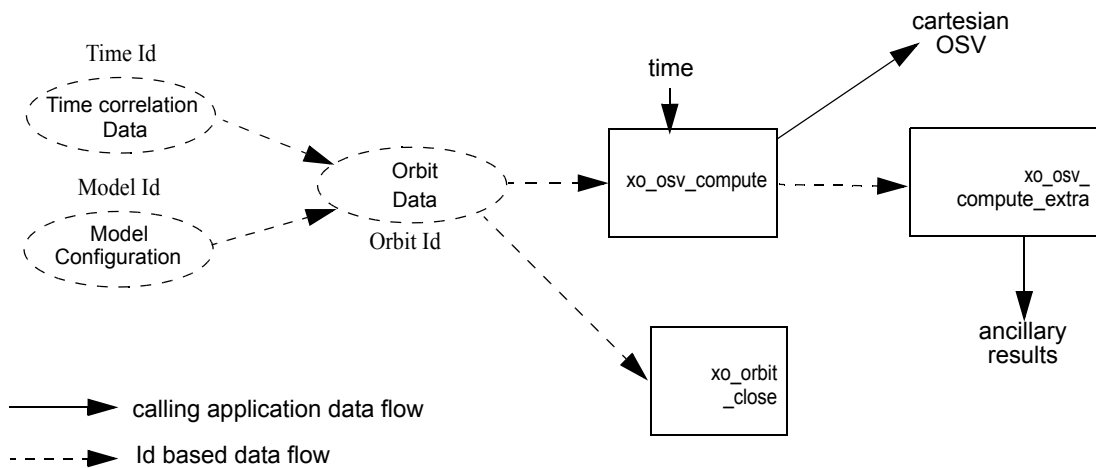 Time Id
Time correlation
Data
Model Id
Model
Configuration
Orbit
Data
Orbit Id
time
xo_osv_compute
cartesian
OSV
xo_osv_
compute_extra
ancillary
results
xo_orbit
_close
calling application data flow
Id based data flow